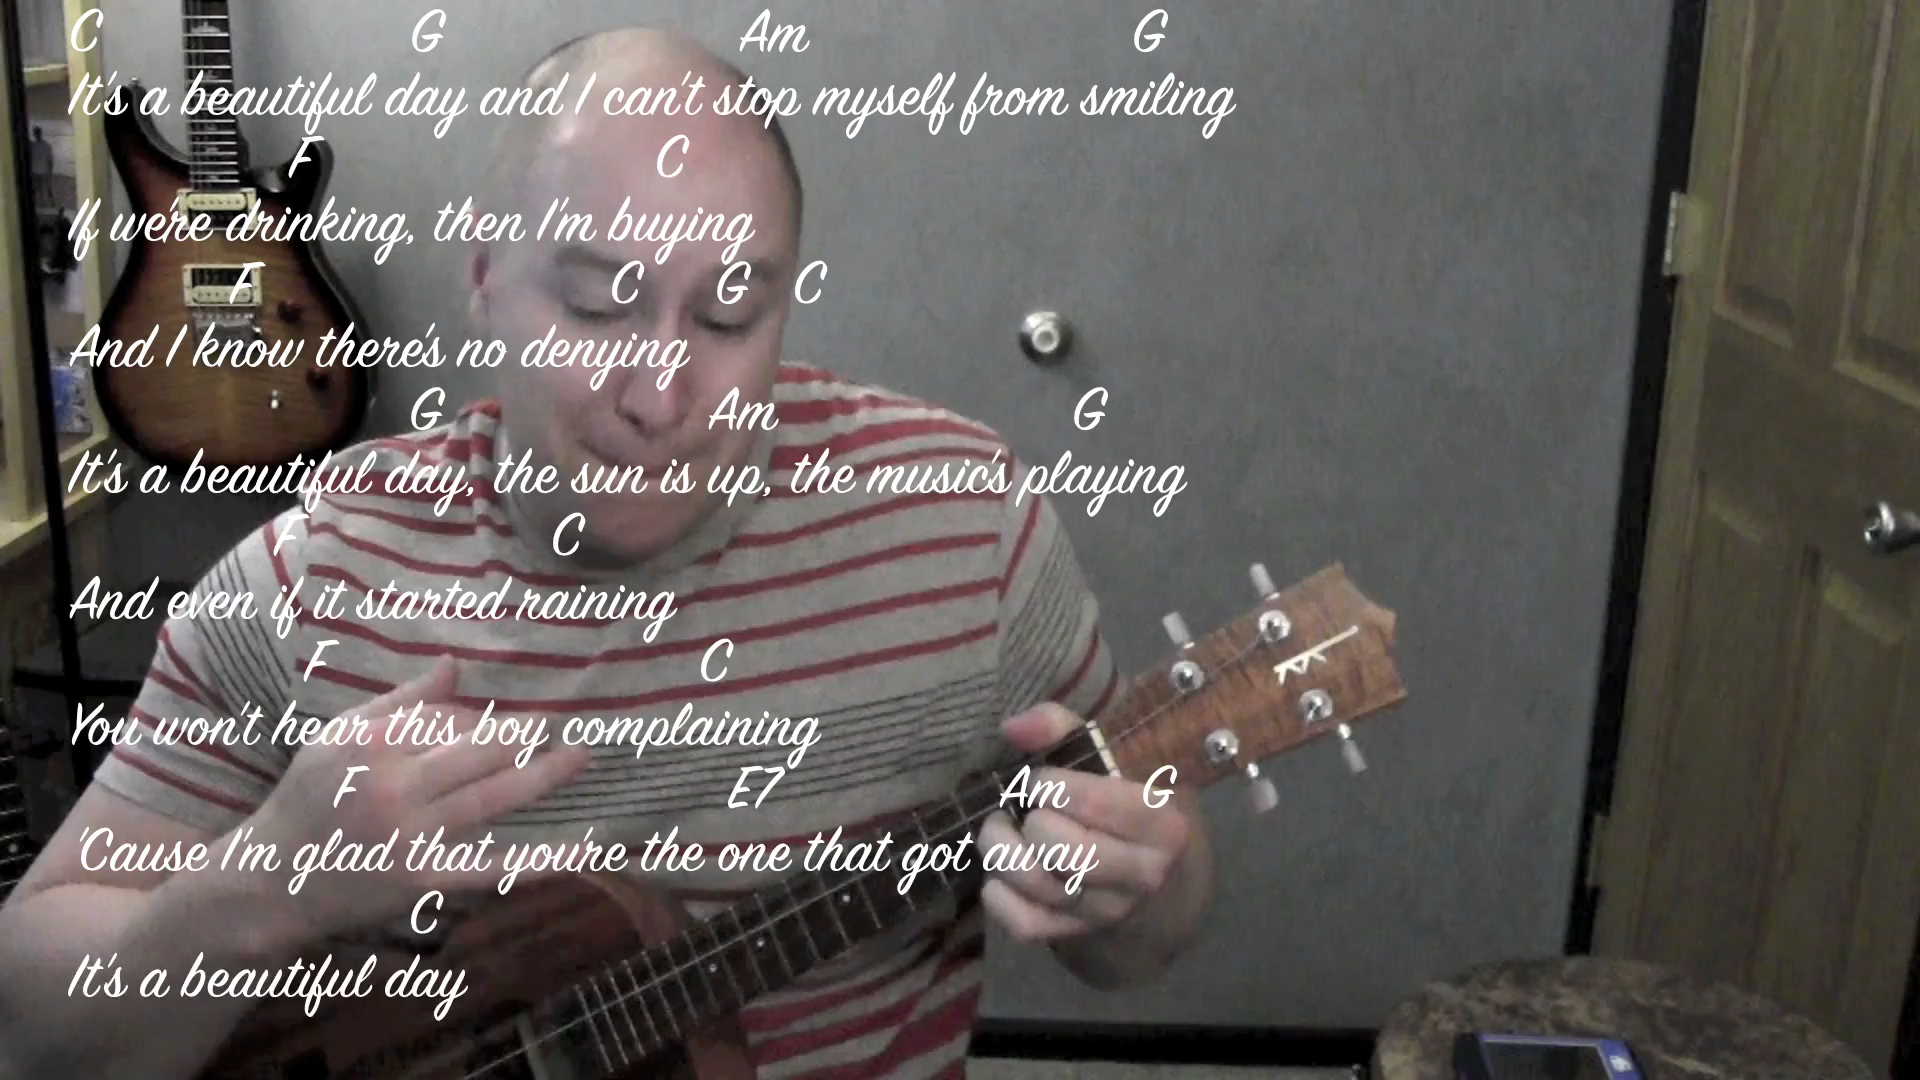 C G Am G
It's a beautiful day and I can't stop myself from smiling
F C
If we're drinking, then I'm buying
F C G C
And I know there's no denying
G Am G
It's a beautiful day, the sun is up, the music's playing
F C
And even if it started raining
F C
You won't hear this boy complaining
F E7 Am G
'Cause I'm glad that you're the one that got away
C
It's a beautiful day